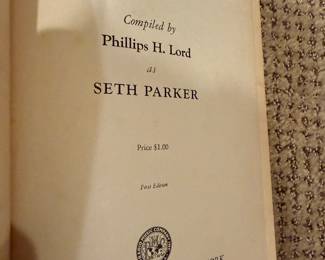 Compiled by
Phillips H. Lord
as
SETH PARKER
Price $1.00
First Edition